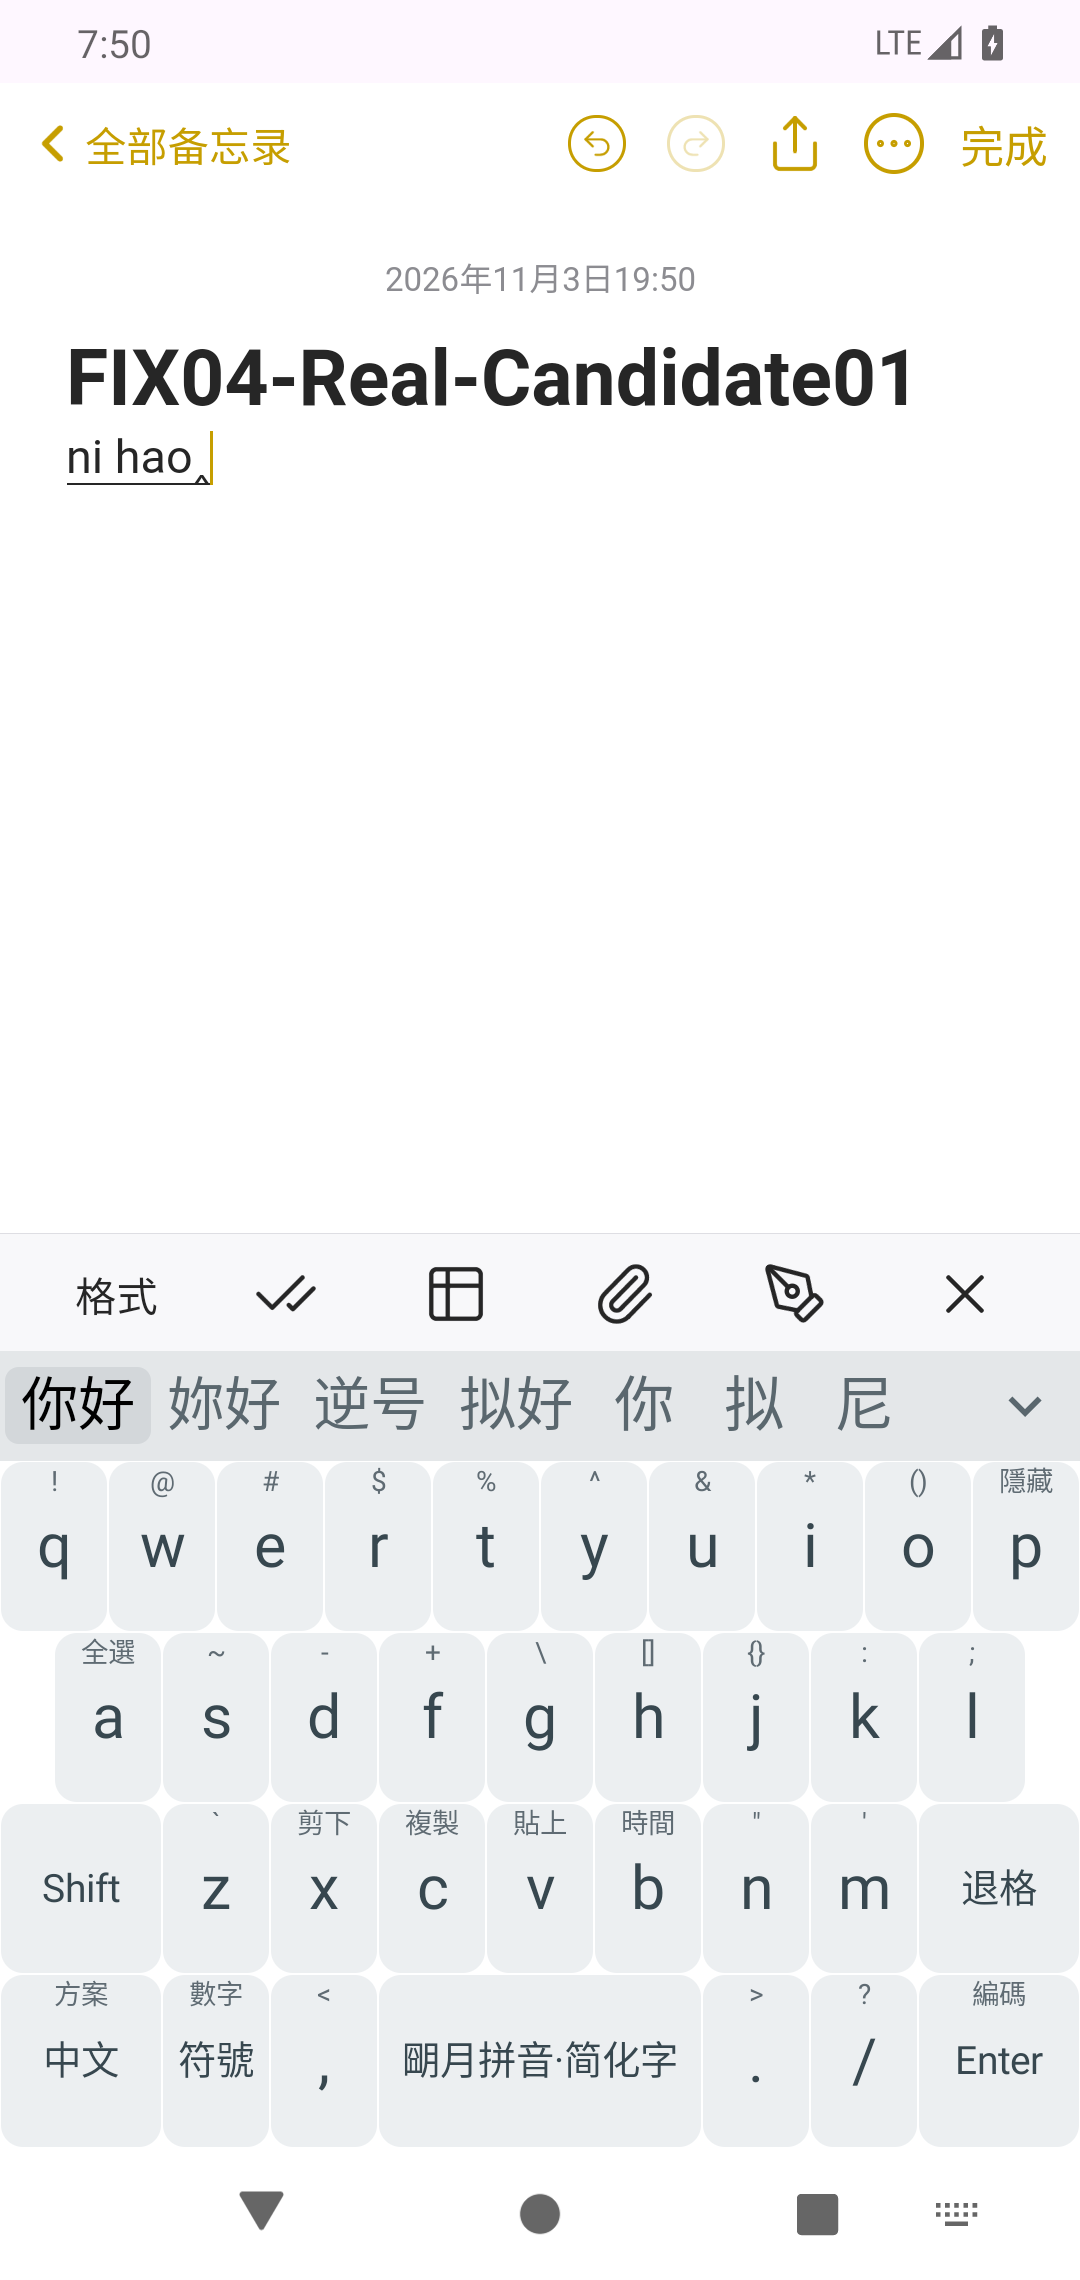 7:50 LTE
全部备忘录 完成
2026年11月3日19:50
FIX04-Real-Candidate01
ni hao‸
格式
你好 妳好 逆号 拟好 你 拟 尼
! @ # $ % ^ & * () 隱藏
q w e r t y u i o p
全選 ~ - + \ [] {} : ;
a s d f g h j k l
` 剪下 複製 貼上 時間 " '
Shift z x c v b n m 退格
方案 數字 < > ? 編碼
中文 符號 , 朙月拼音·简化字 . / Enter